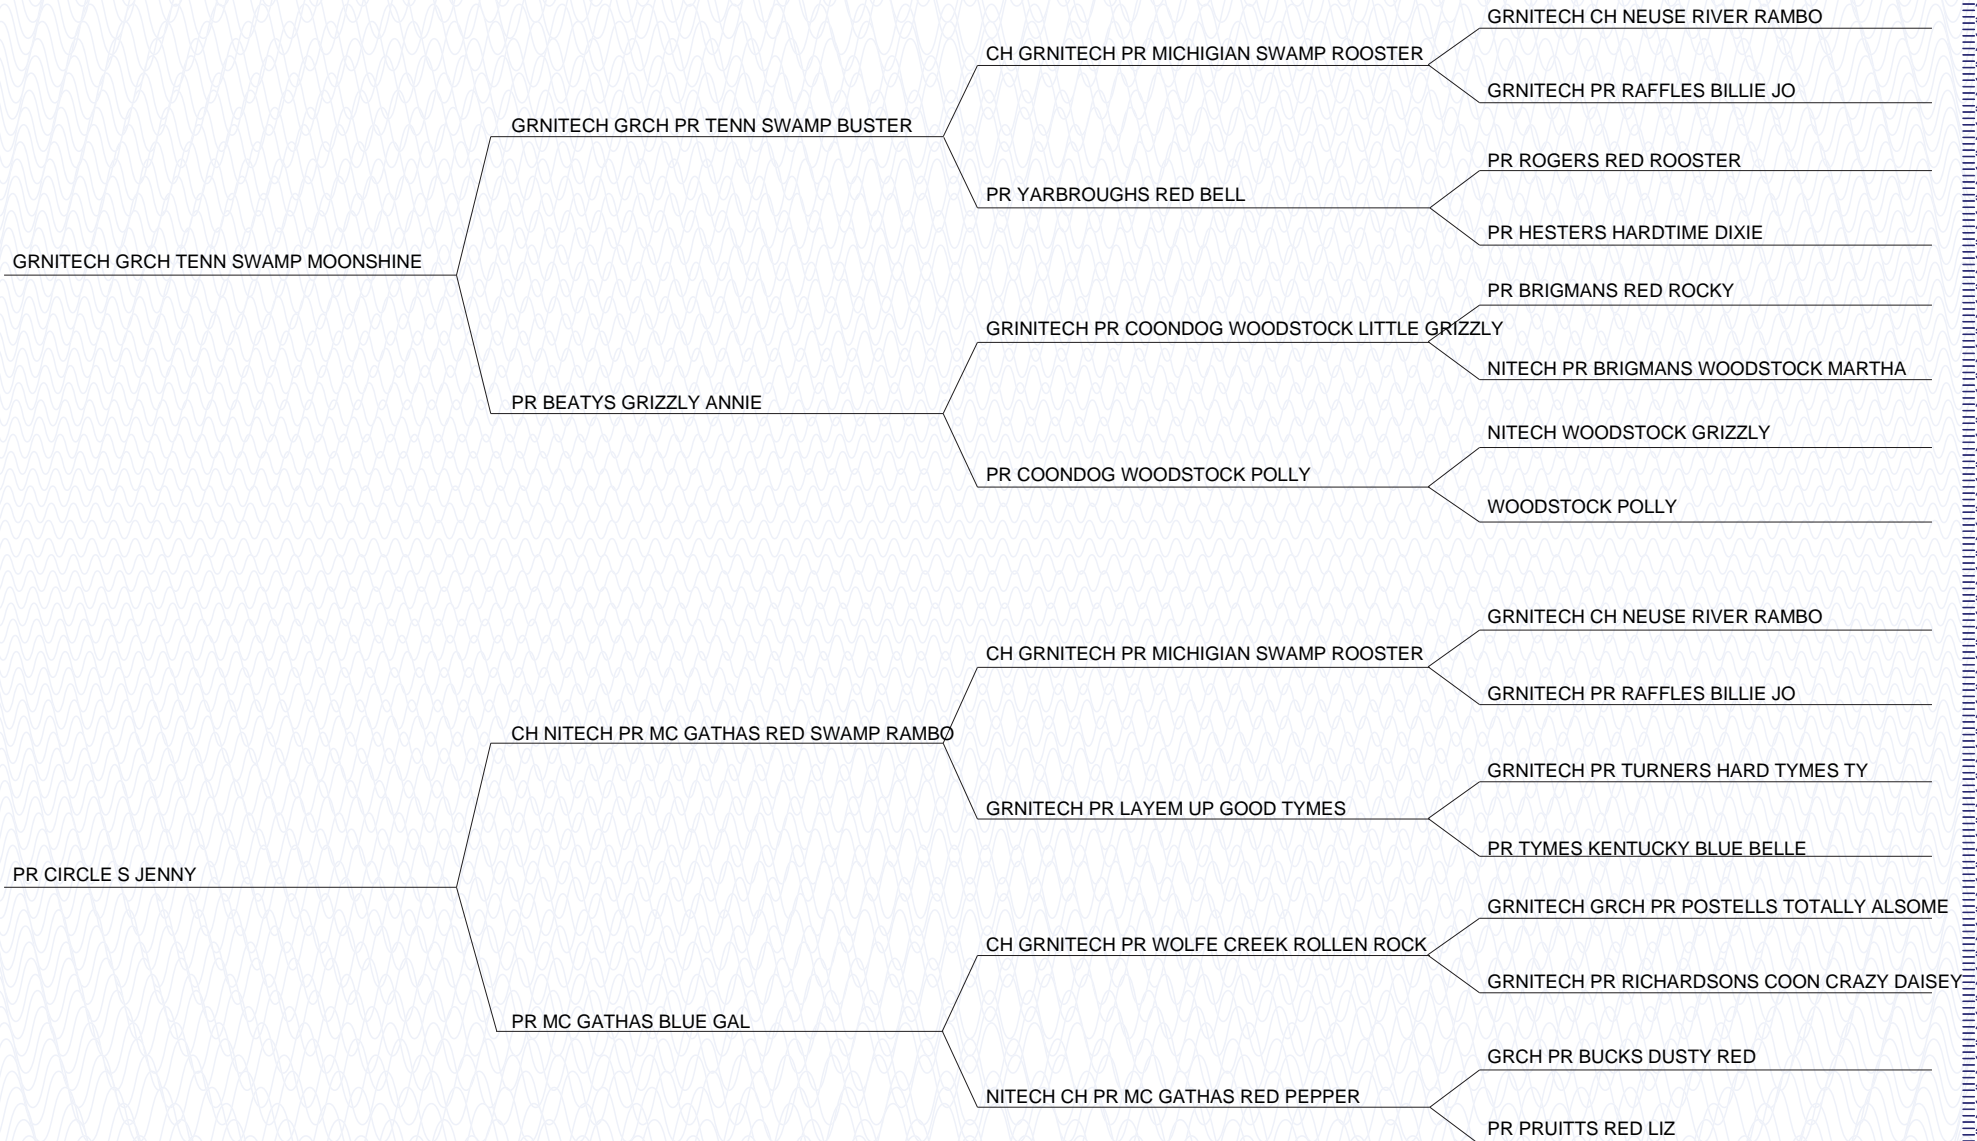 GRNITECH CH NEUSE RIVER RAMBO
CH GRNITECH PR MICHIGIAN SWAMP ROOSTER
GRNITECH PR RAFFLES BILLIE JO
GRNITECH GRCH PR TENN SWAMP BUSTER
PR ROGERS RED ROOSTER
PR YARBROUGHS RED BELL
PR HESTERS HARDTIME DIXIE
GRNITECH GRCH TENN SWAMP MOONSHINE
PR BRIGMANS RED ROCKY
GRINITECH PR COONDOG WOODSTOCK LITTLE GRIZZLY
NITECH PR BRIGMANS WOODSTOCK MARTHA
PR BEATYS GRIZZLY ANNIE
NITECH WOODSTOCK GRIZZLY
PR COONDOG WOODSTOCK POLLY
WOODSTOCK POLLY
GRNITECH CH NEUSE RIVER RAMBO
CH GRNITECH PR MICHIGIAN SWAMP ROOSTER
GRNITECH PR RAFFLES BILLIE JO
CH NITECH PR MC GATHAS RED SWAMP RAMBO
GRNITECH PR TURNERS HARD TYMES TY
GRNITECH PR LAYEM UP GOOD TYMES
PR TYMES KENTUCKY BLUE BELLE
PR CIRCLE S JENNY
GRNITECH GRCH PR POSTELLS TOTALLY ALSOME
CH GRNITECH PR WOLFE CREEK ROLLEN ROCK
GRNITECH PR RICHARDSONS COON CRAZY DAISEY
PR MC GATHAS BLUE GAL
GRCH PR BUCKS DUSTY RED
NITECH CH PR MC GATHAS RED PEPPER
PR PRUITTS RED LIZ